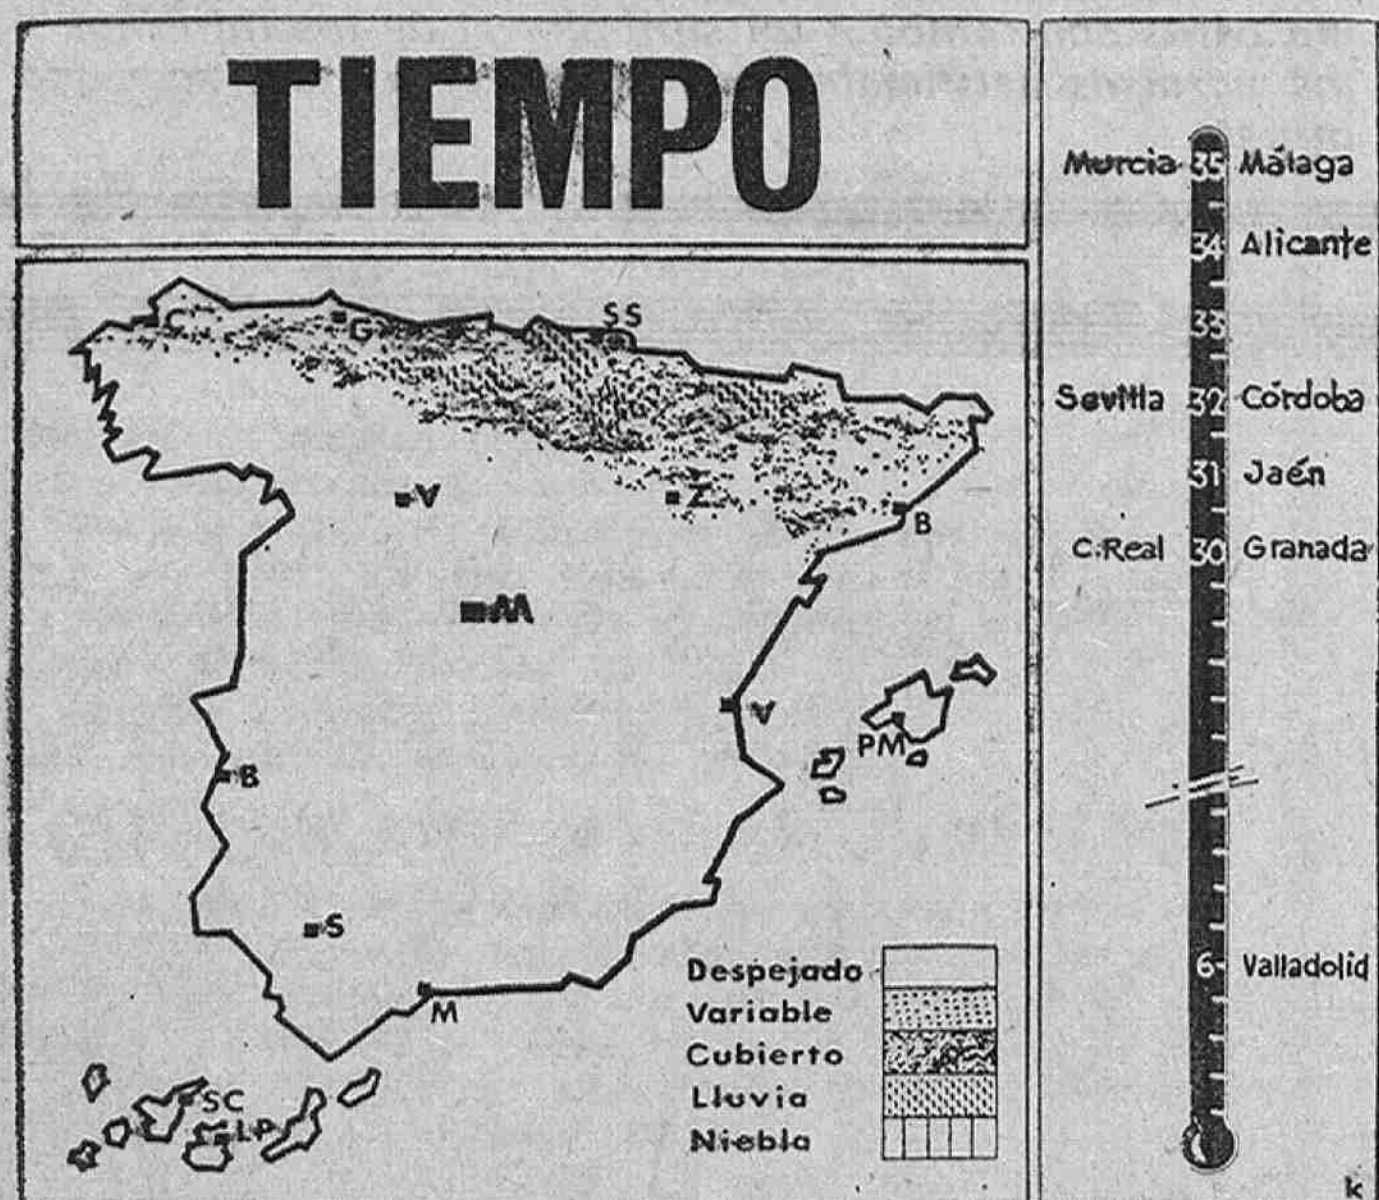 TIEMPO
C
G
SS
V
Z
B
M
V
PM
B
S
M
SC
LP
Despejado
Variable
Cubierto
Lluvia
Niebla
Murcia 35 Málaga
34 Alicante
33
Sevilla 32 Córdoba
31 Jaén
C.Real 30 Granada
6 Valladolid
k